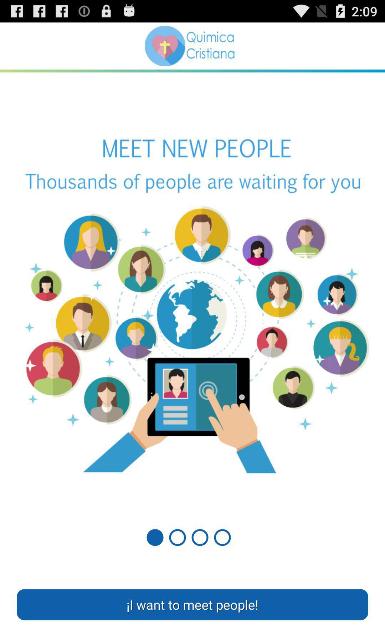 2:09
Quimica
Cristiana
MEET NEW PEOPLE
Thousands of people are waiting for you
¡I want to meet people!